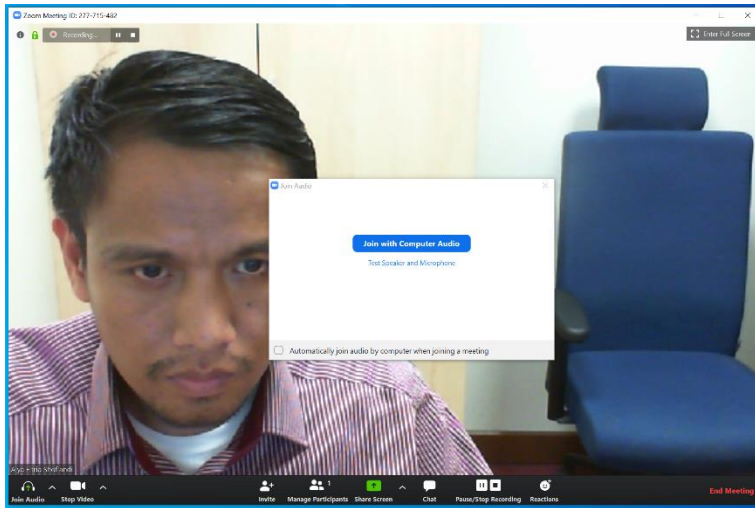 Zoom Meeting ID: 277-715-482
Recording...
Enter Full Screen
Join Audio
Join with Computer Audio
Test Speaker and Microphone
Automatically join audio by computer when joining a meeting
Join Audio
Stop Video
Invite
1
Manage Participants
Share Screen
Chat
Pause/Stop Recording
Reactions
End Meeting